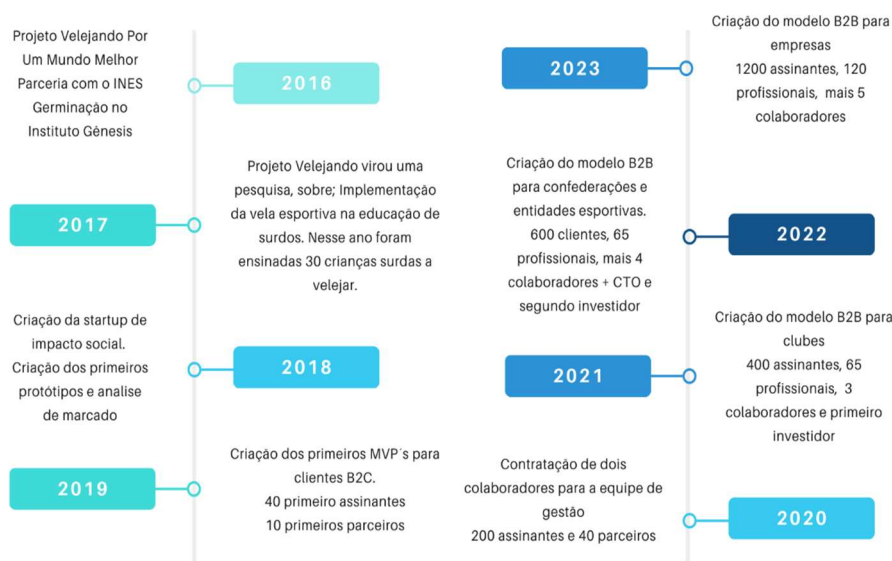 Projeto Velejando Por
Um Mundo Melhor
Parceria com o INES
Germinação no
Instituto Gênesis
2016
2017
Projeto Velejando virou uma
pesquisa, sobre; Implementação
da vela esportiva na educação de
surdos. Nesse ano foram
ensinadas 30 crianças surdas a
velejar.
Criação da startup de
impacto social.
Criação dos primeiros
protótipos e analise
de marcado
2018
2019
Criação dos primeiros MVP´s para
clientes B2C.
40 primeiro assinantes
10 primeiros parceiros
2023
Criação do modelo B2B para
empresas
1200 assinantes, 120
profissionais, mais 5
colaboradores
Criação do modelo B2B
para confederações e
entidades esportivas.
600 clientes, 65
profissionais, mais 4
colaboradores + CTO e
segundo investidor
2022
2021
Criação do modelo B2B para
clubes
400 assinantes, 65
profissionais, 3
colaboradores e primeiro
investidor
Contratação de dois
colaboradores para a equipe de
gestão
200 assinantes e 40 parceiros
2020